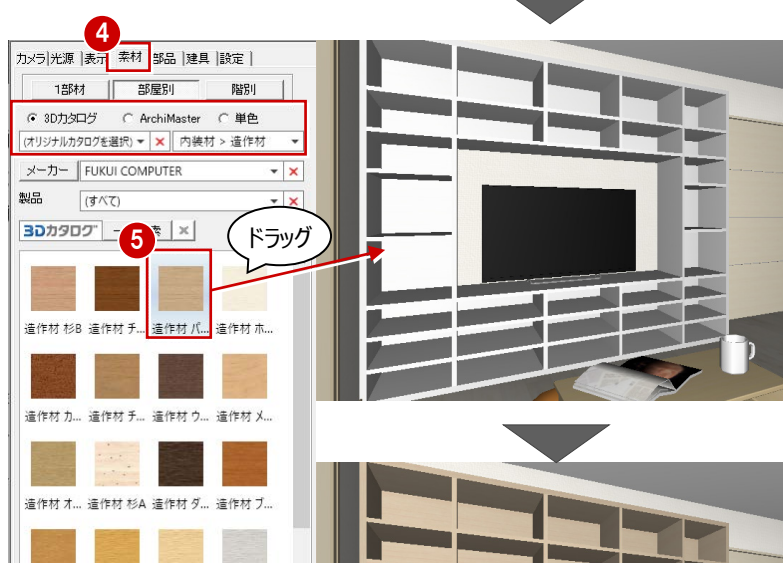 4
カメラ 光源 表示 素材 部品 建具 設定
1部材 部屋別 階別
3Dカタログ ArchiMaster 単色
(オリジナルカタログを選択) 内装材 > 造作材
メーカー FUKUI COMPUTER
製品 (すべて)
3Dカタログ 索
5
ドラッグ
造作材 杉B 造作材 チ... 造作材 パ... 造作材 ホ...
造作材 カ... 造作材 チ... 造作材 ウ... 造作材 メ...
造作材 オ... 造作材 杉A 造作材 ダ... 造作材 ブ...